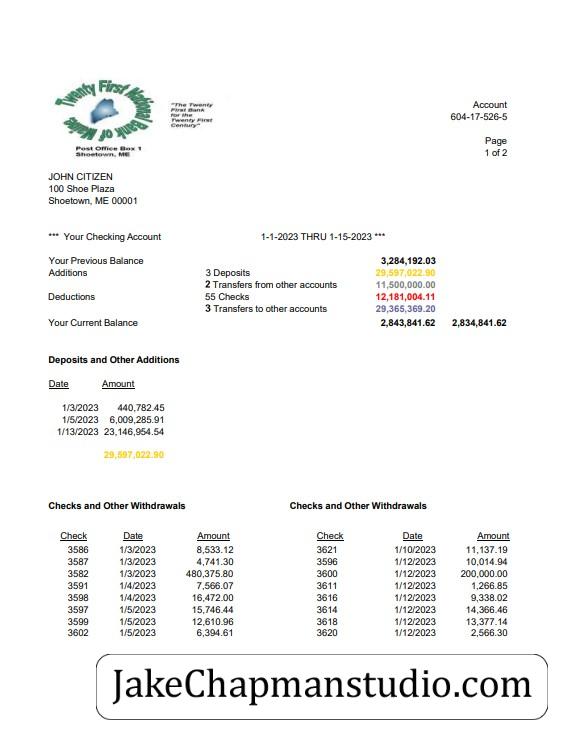 Twenty First National Bank of Maine
"The Twenty
First Bank
for the
Twenty First
Century"
Post Office Box 1
Shoetown, ME
Account
604-17-526-5
Page
1 of 2
JOHN CITIZEN
100 Shoe Plaza
Shoetown, ME 00001
*** Your Checking Account 1-1-2023 THRU 1-15-2023 ***
Your Previous Balance 3,284,192.03
Additions 3 Deposits 29,597,022.90
2 Transfers from other accounts 11,500,000.00
Deductions 55 Checks 12,181,004.11
3 Transfers to other accounts 29,365,369.20
Your Current Balance 2,843,841.62 2,834,841.62
Deposits and Other Additions
Date Amount
1/3/2023 440,782.45
1/5/2023 6,009,285.91
1/13/2023 23,146,954.54
29,597,022.90
Checks and Other Withdrawals Checks and Other Withdrawals
Check Date Amount Check Date Amount
3586 1/3/2023 8,533.12 3621 1/10/2023 11,137.19
3587 1/3/2023 4,741.30 3596 1/12/2023 10,014.94
3582 1/3/2023 480,375.80 3600 1/12/2023 200,000.00
3591 1/4/2023 7,566.07 3611 1/12/2023 1,266.85
3598 1/4/2023 16,472.00 3616 1/12/2023 9,338.02
3597 1/5/2023 15,746.44 3614 1/12/2023 14,366.46
3599 1/5/2023 12,610.96 3618 1/12/2023 13,377.14
3602 1/5/2023 6,394.61 3620 1/12/2023 2,566.30
JakeChapmanstudio.com